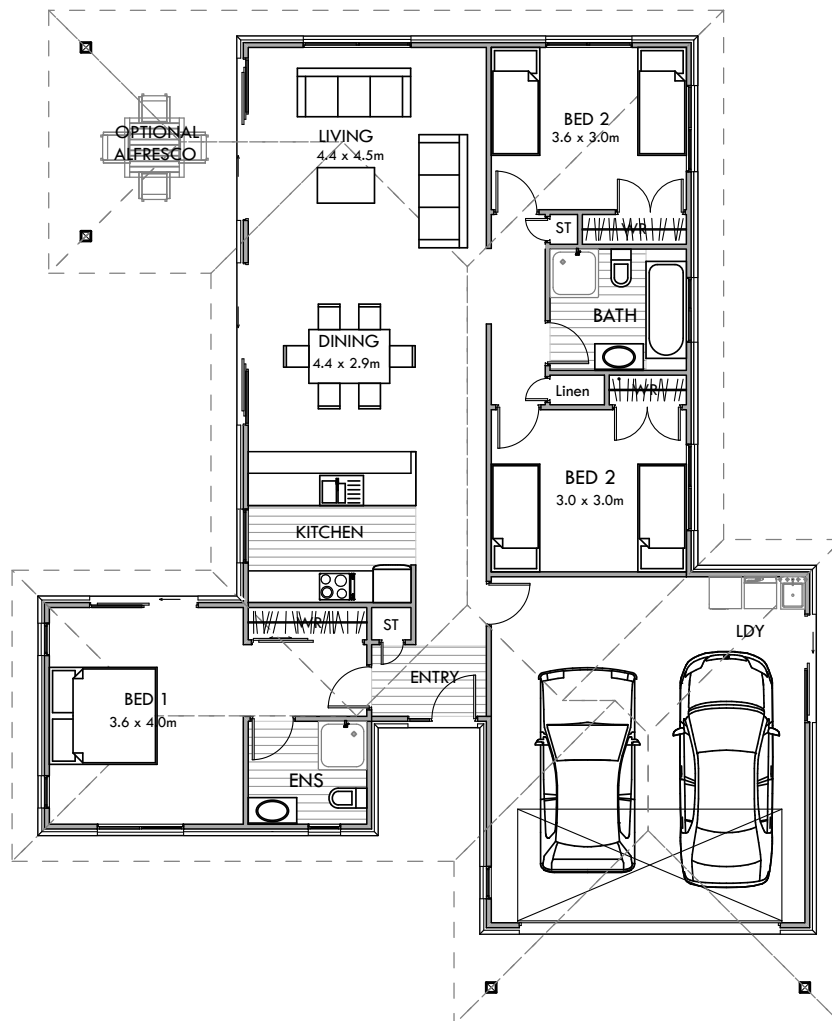 OPTIONAL
ALFRESCO
LIVING
4.4 x 4.5m
BED 2
3.6 x 3.0m
ST
WR
BATH
DINING
4.4 x 2.9m
Linen
WR
BED 2
3.0 x 3.0m
KITCHEN
WR
ST
LDY
ENTRY
BED 1
3.6 x 4.0m
ENS